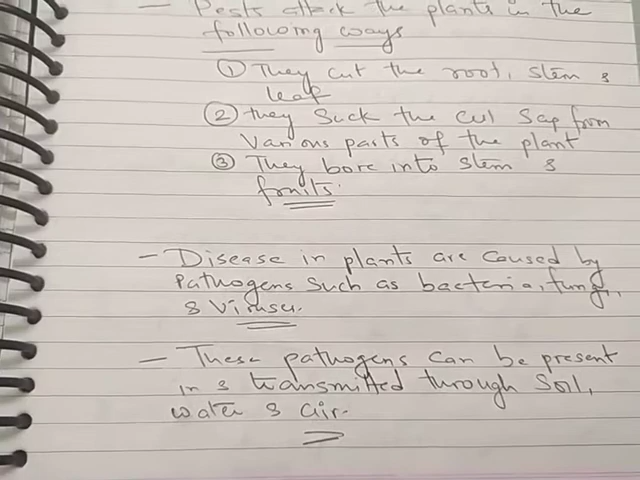 — Pests attack the plants in the
following ways
① They cut the root, stem &
leaf
② they suck the cell sap from
various parts of the plant
③ They bore into stem &
fruits.
— Disease in plants are caused by
pathogens such as bacteria, fungi,
& viruses.
— These pathogens can be present
in & transmitted through soil,
water & air.